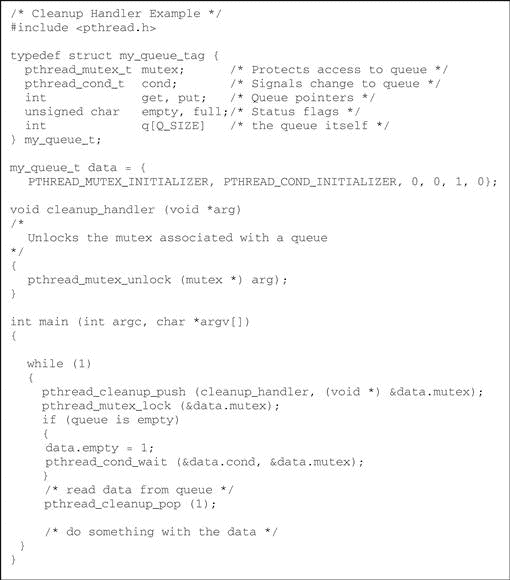 /* Cleanup Handler Example */
#include <pthread.h>
typedef struct my_queue_tag {
pthread_mutex_t mutex; /* Protects access to queue */
pthread_cond_t cond; /* Signals change to queue */
int get, put; /* Queue pointers */
unsigned char empty, full;/* Status flags */
int q[Q_SIZE] /* the queue itself */
} my_queue_t;
my_queue_t data = {
PTHREAD_MUTEX_INITIALIZER, PTHREAD_COND_INITIALIZER, 0, 0, 1, 0};
void cleanup_handler (void *arg)
/*
Unlocks the mutex associated with a queue
*/
{
pthread_mutex_unlock (mutex *) arg);
}
int main (int argc, char *argv[])
{
while (1)
{
pthread_cleanup_push (cleanup_handler, (void *) &data.mutex);
pthread_mutex_lock (&data.mutex);
if (queue is empty)
{
data.empty = 1;
pthread_cond_wait (&data.cond, &data.mutex);
}
/* read data from queue */
pthread_cleanup_pop (1);
/* do something with the data */
}
}